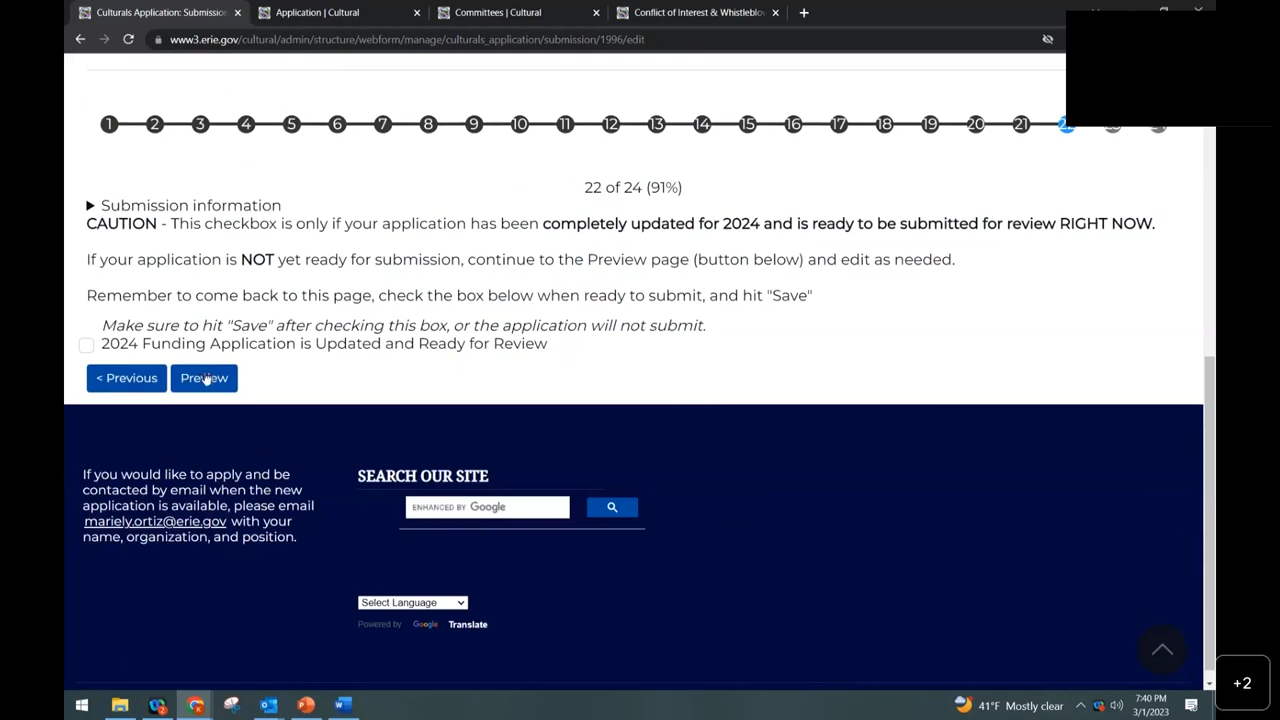 Culturals Application: Submission
Application | Cultural
Committees | Cultural
Conflict of Interest & Whistleblow
www3.erie.gov/cultural/admin/structure/webform/manage/culturals_application/submission/1996/edit
1 2 3 4 5 6 7 8 9 10 11 12 13 14 15 16 17 18 19 20 21
22 of 24 (91%)
Submission information
CAUTION - This checkbox is only if your application has been completely updated for 2024 and is ready to be submitted for review RIGHT NOW.
If your application is NOT yet ready for submission, continue to the Preview page (button below) and edit as needed.
Remember to come back to this page, check the box below when ready to submit, and hit "Save"
Make sure to hit "Save" after checking this box, or the application will not submit.
2024 Funding Application is Updated and Ready for Review
< Previous
Preview
If you would like to apply and be
contacted by email when the new
application is available, please email
mariely.ortiz@erie.gov with your
name, organization, and position.
SEARCH OUR SITE
ENHANCED BY Google
Select Language
Powered by Google Translate
41°F Mostly clear
7:40 PM
3/1/2023
+2